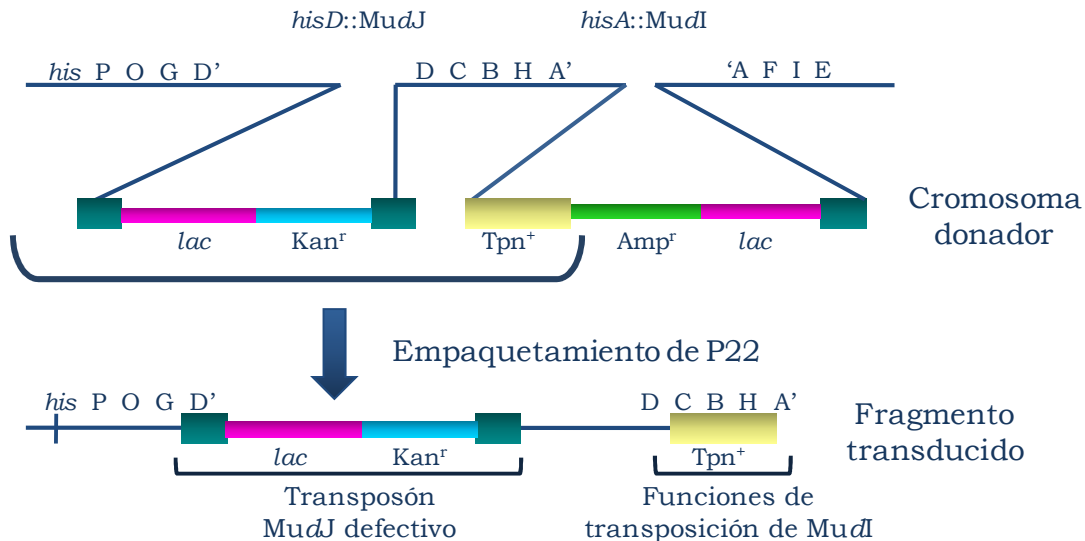 hisD::MudJ hisA::MudI
his P O G D' D C B H A' 'A F I E
lac Kanʳ Tpn⁺ Ampʳ lac
Cromosoma
donador
Empaquetamiento de P22
his P O G D' D C B H A'
lac Kanʳ Tpn⁺
Fragmento
transducido
Transposón
MudJ defectivo
Funciones de
transposición de MudI